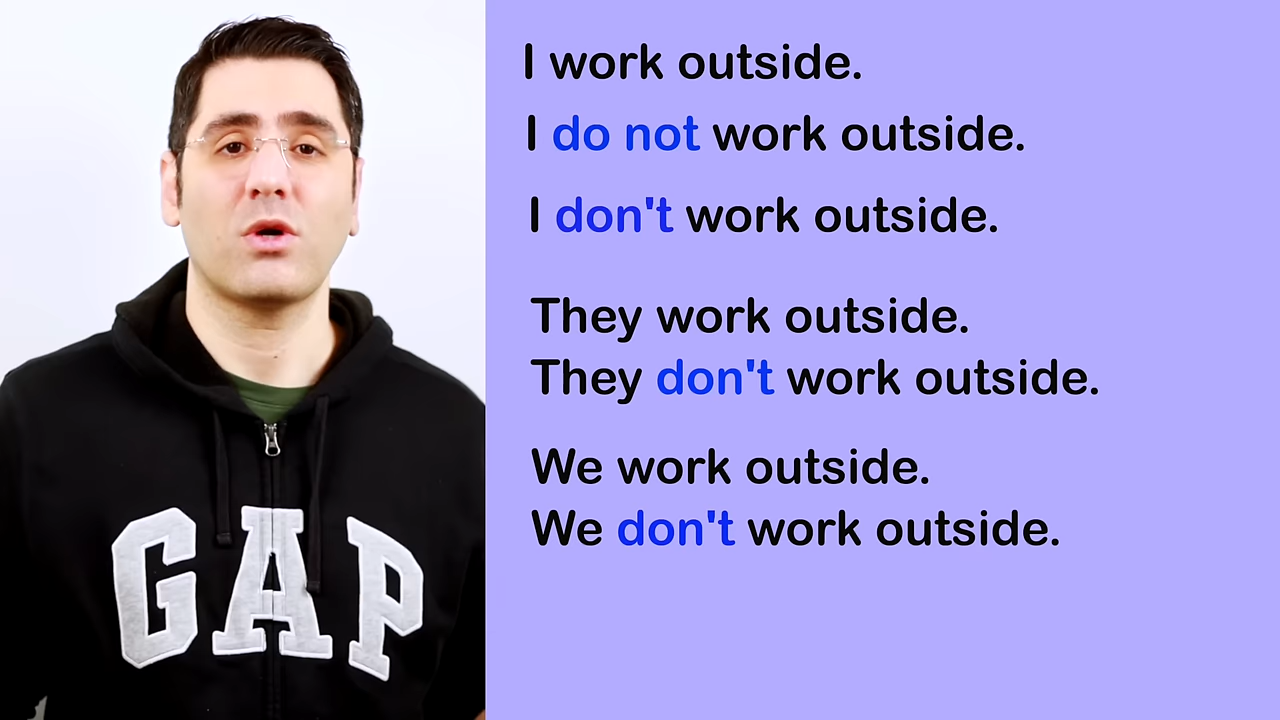 I work outside.
I do not work outside.
I don't work outside.
They work outside.
They don't work outside.
We work outside.
We don't work outside.
GAP